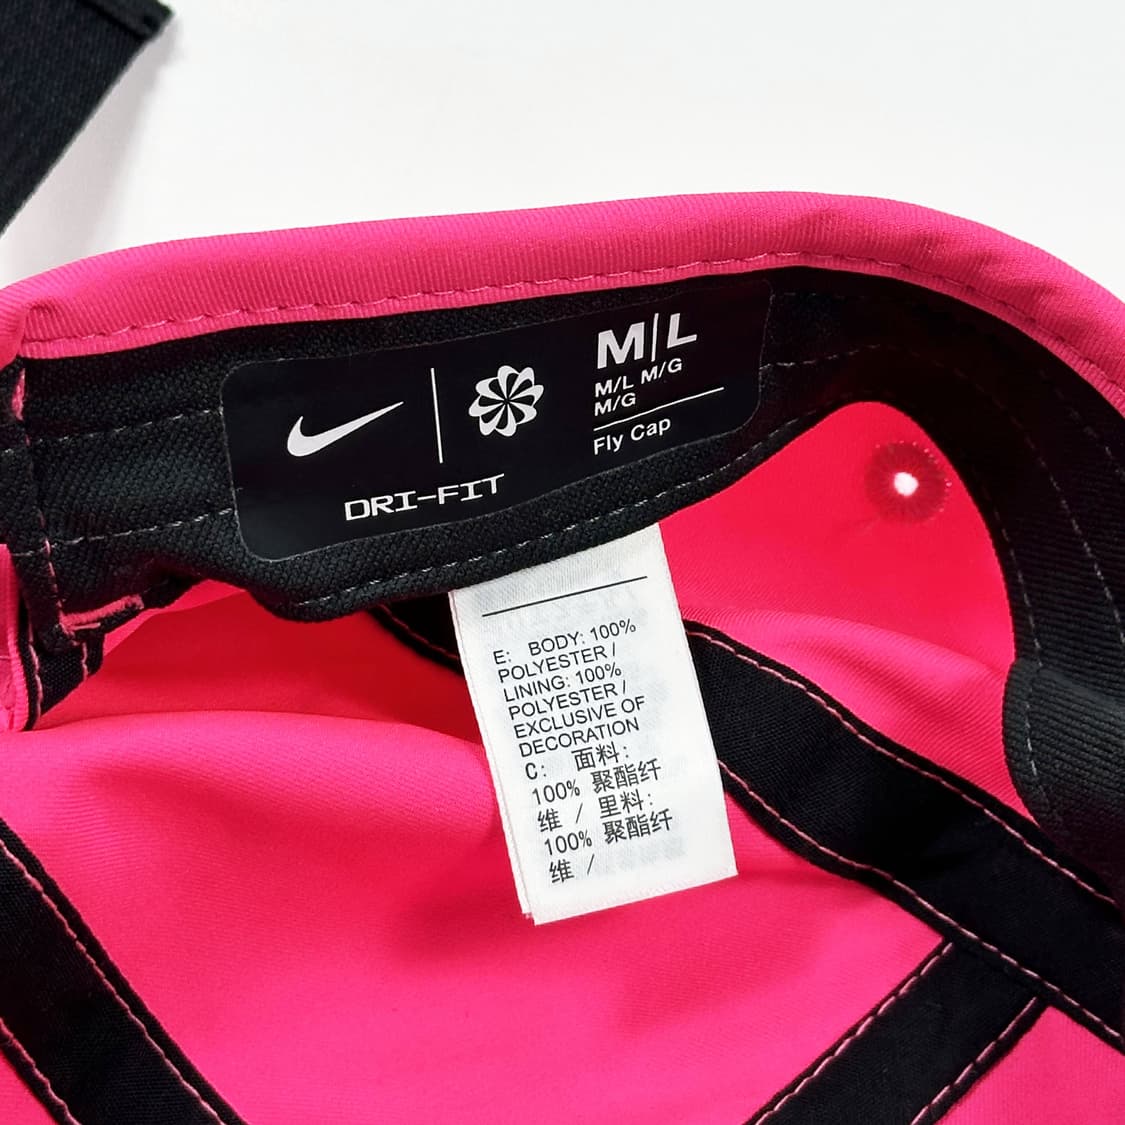 M/L
M/L M/G
M/G
Fly Cap
DRI-FIT
E: BODY: 100%
POLYESTER /
LINING: 100%
POLYESTER /
EXCLUSIVE OF
DECORATION
C: 面料:
100% 聚酯纤
维 / 里料:
100% 聚酯纤
维 /